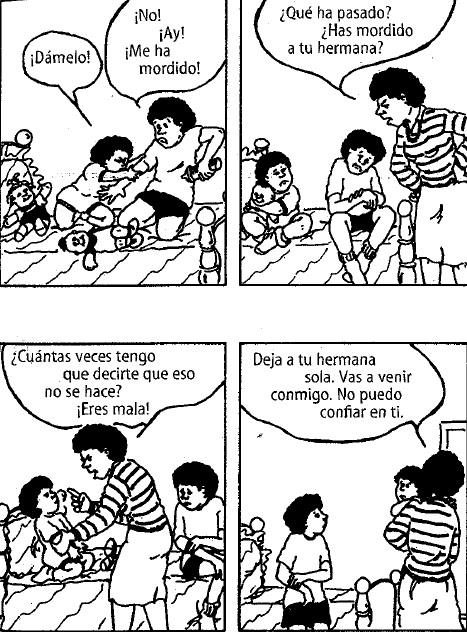 ¡Dámelo!
¡No!
¡Ay!
¡Me ha
mordido!
¿Qué ha pasado?
¿Has mordido
a tu hermana?
¿Cuántas veces tengo
que decirte que eso
no se hace?
¡Eres mala!
Deja a tu hermana
sola. Vas a venir
conmigo. No puedo
confiar en ti.